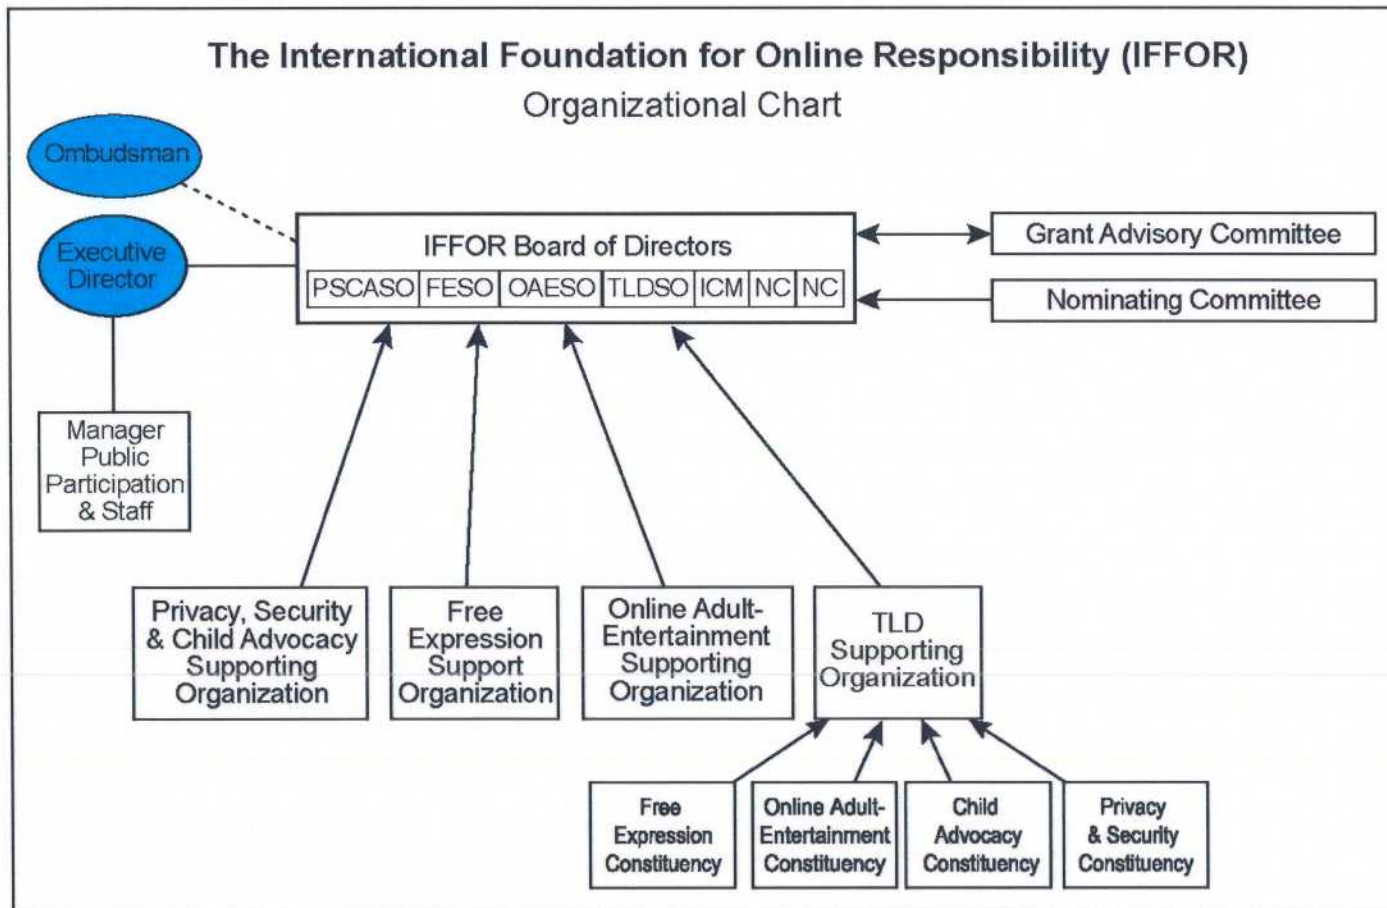 The International Foundation for Online Responsibility (IFFOR)
Organizational Chart
Ombudsman
Executive
Director
IFFOR Board of Directors
PSCASO FESO OAESO TLDSO ICM NC NC
Grant Advisory Committee
Nominating Committee
Manager
Public
Participation
& Staff
Privacy, Security
& Child Advocacy
Supporting
Organization
Free
Expression
Support
Organization
Online Adult-
Entertainment
Supporting
Organization
TLD
Supporting
Organization
Free
Expression
Constituency
Online Adult-
Entertainment
Constituency
Child
Advocacy
Constituency
Privacy
& Security
Constituency